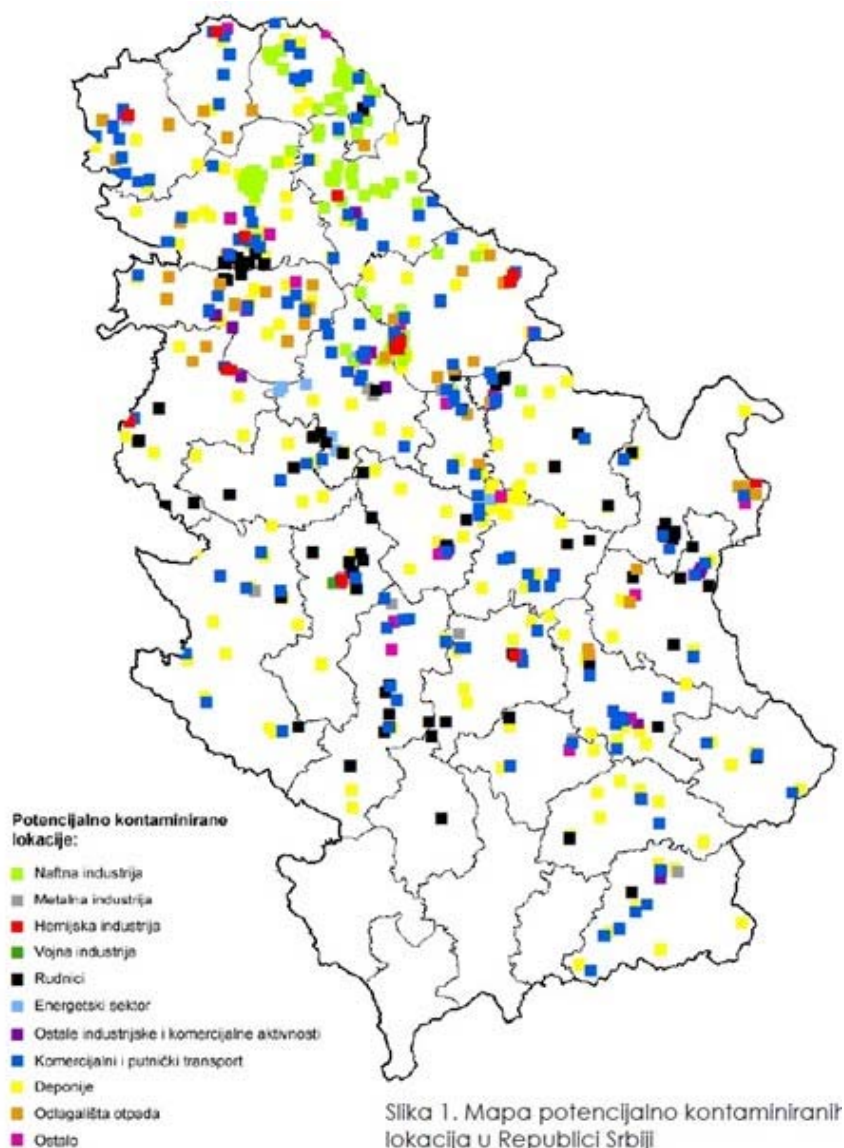 Potencijalno kontaminirane
lokacije:
Naftna industrija
Metalna industrija
Hemijska industrija
Vojna industrija
Rudnici
Energetski sektor
Ostale industrijske i komercijalne aktivnosti
Komercijalni i putnički transport
Deponije
Odlagališta otpada
Ostalo
Slika 1. Mapa potencijalno kontaminiranih
lokacija u Republici Srbiji